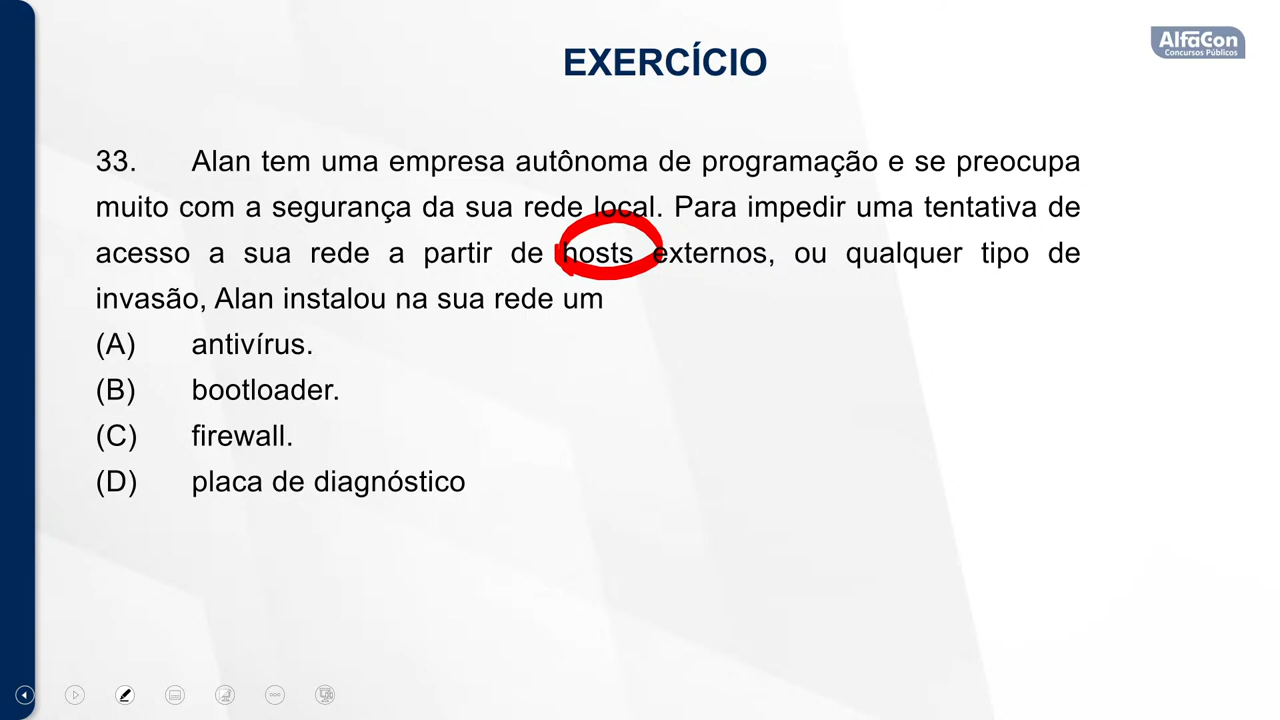 AlfaCon
Concursos Públicos
EXERCÍCIO
33. Alan tem uma empresa autônoma de programação e se preocupa
muito com a segurança da sua rede local. Para impedir uma tentativa de
acesso a sua rede a partir de hosts externos, ou qualquer tipo de
invasão, Alan instalou na sua rede um
(A) antivírus.
(B) bootloader.
(C) firewall.
(D) placa de diagnóstico